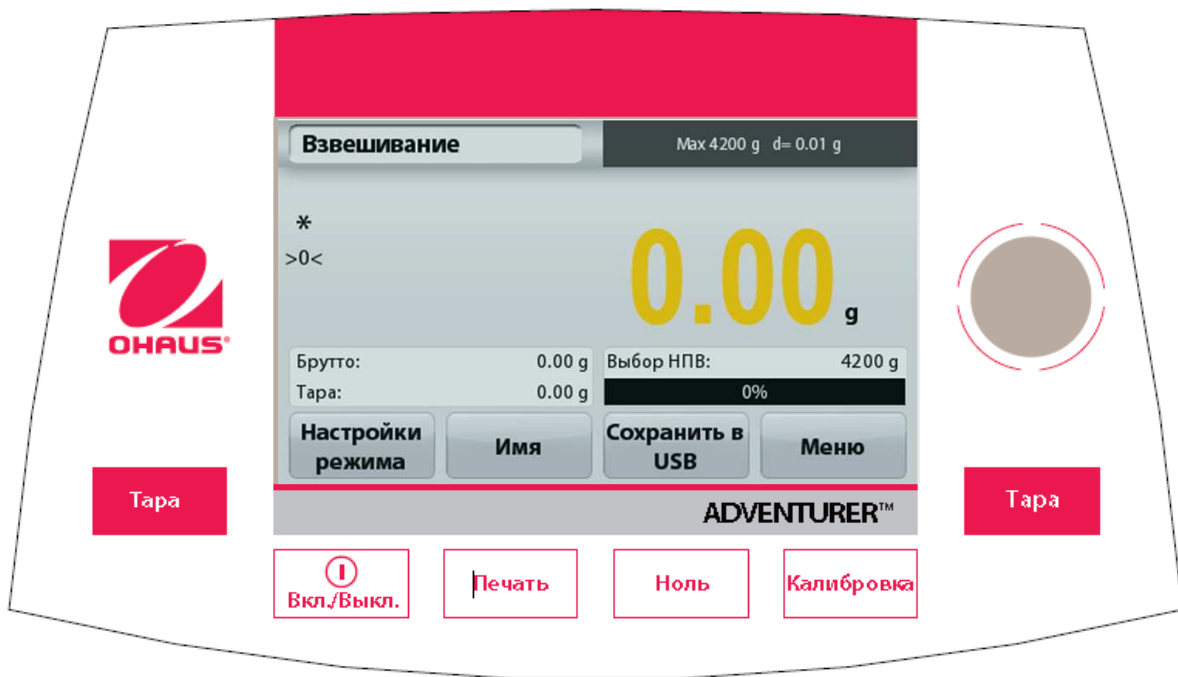 Взвешивание
Max 4200 g d= 0.01 g
*
>0<
0.00 g
OHAUS®
Брутто: 0.00 g
Тара: 0.00 g
Выбор НПВ: 4200 g
0%
Настройки
режима
Имя
Сохранить в
USB
Меню
Тара
Тара
ADVENTURER™
Вкл./Выкл.
Печать
Ноль
Калибровка